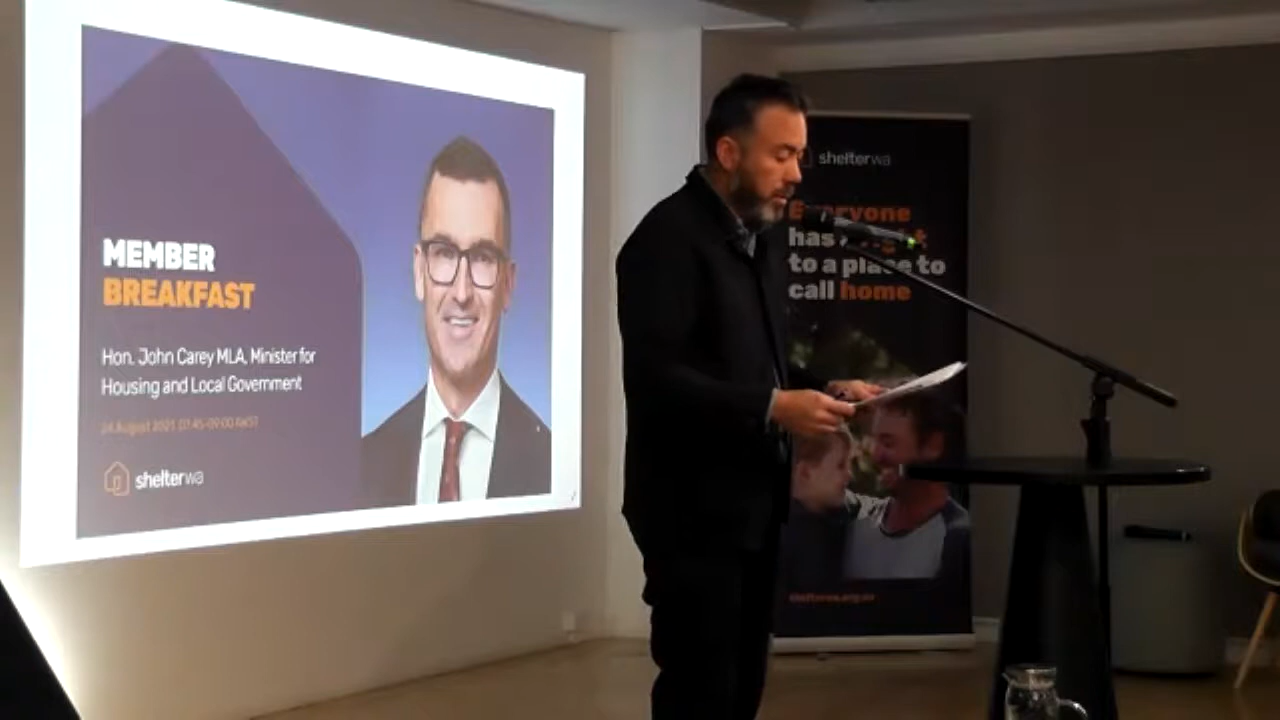 MEMBER
BREAKFAST
Hon. John Carey MLA, Minister for
Housing and Local Government
shelterwa
shelterwa
Everyone
has
to a place to
call home